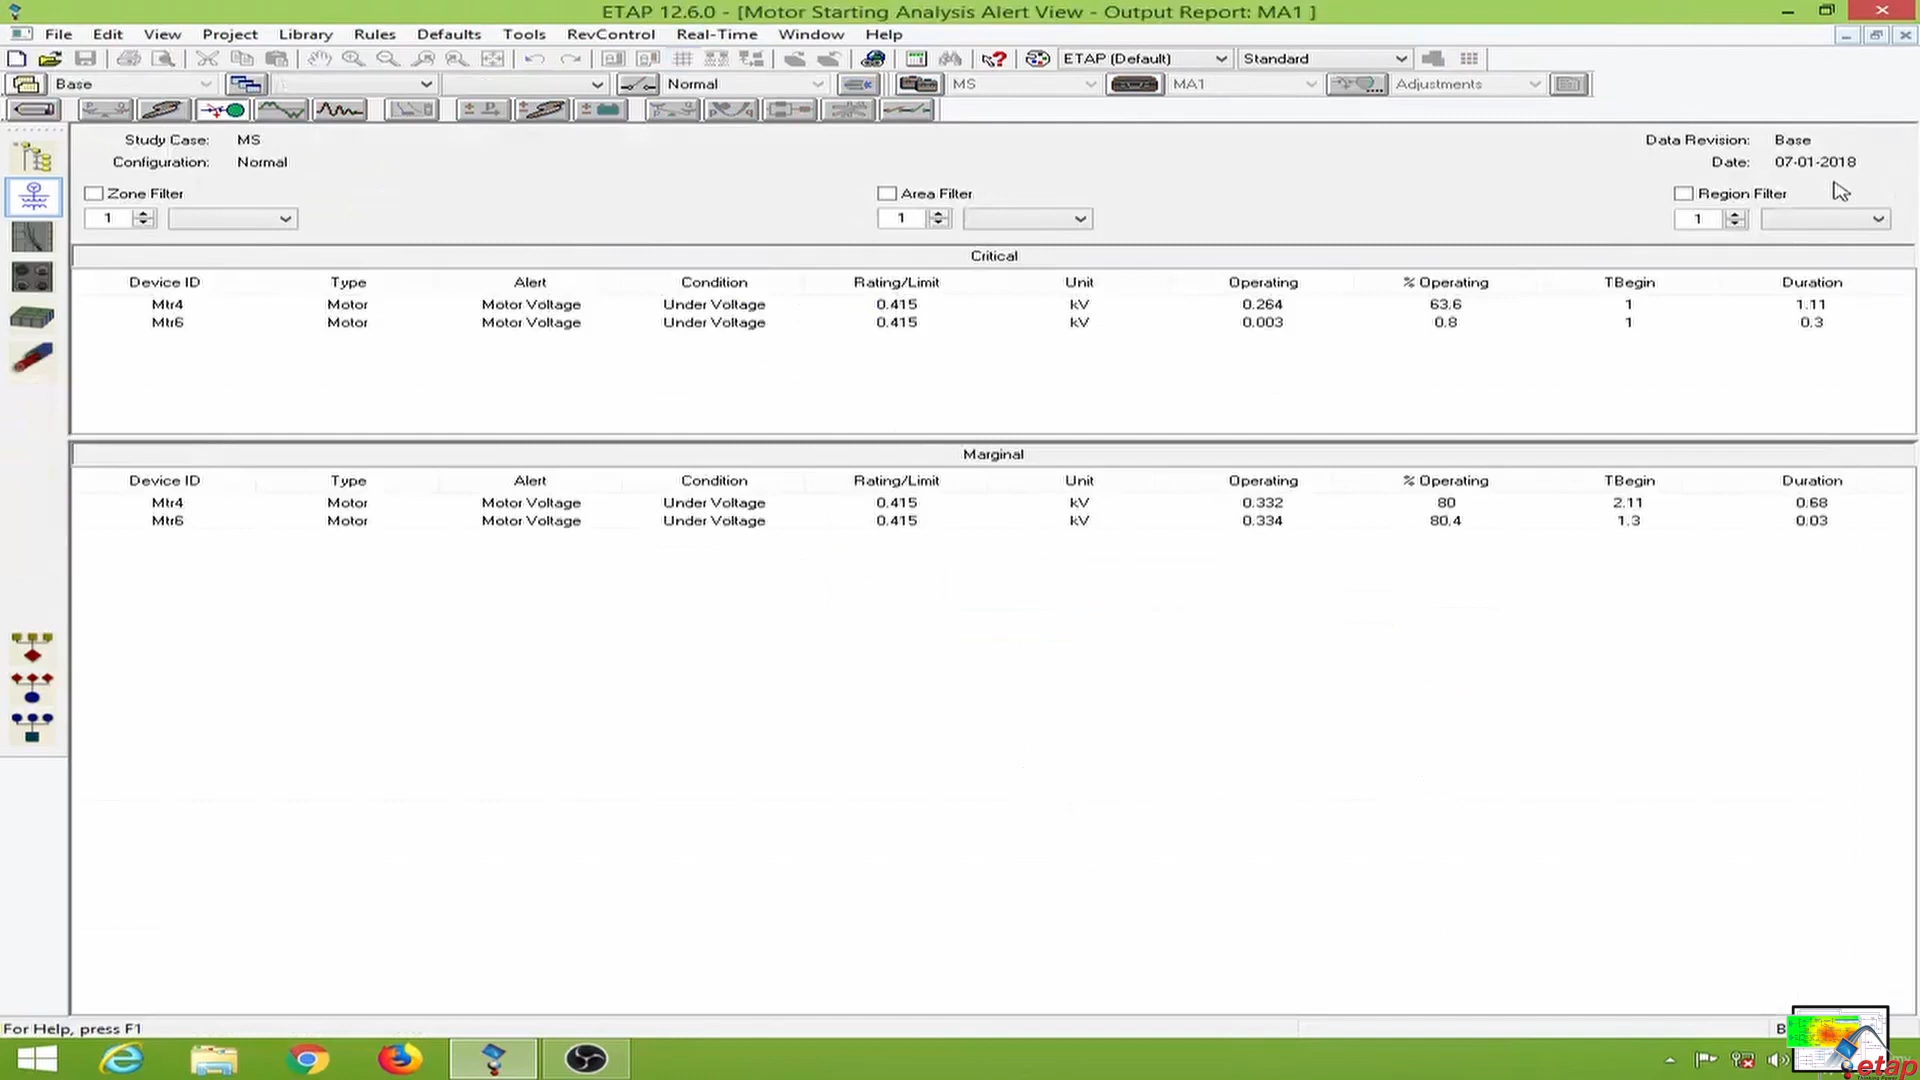 ETAP 12.6.0 - [Motor Starting Analysis Alert View - Output Report: MA1 ]
File Edit View Project Library Rules Defaults Tools RevControl Real-Time Window Help
ETAP (Default) Standard
Base Normal MS MA1 Adjustments
Study Case: MS Data Revision: Base
Configuration: Normal Date: 07-01-2018
Zone Filter Area Filter Region Filter
1 1 1
Critical
Device ID Type Alert Condition Rating/Limit Unit Operating % Operating TBegin Duration
Mtr4 Motor Motor Voltage Under Voltage 0.415 kV 0.264 63.6 1 1.11
Mtr6 Motor Motor Voltage Under Voltage 0.415 kV 0.003 0.8 1 0.3
Marginal
Device ID Type Alert Condition Rating/Limit Unit Operating % Operating TBegin Duration
Mtr4 Motor Motor Voltage Under Voltage 0.415 kV 0.332 80 2.11 0.68
Mtr6 Motor Motor Voltage Under Voltage 0.415 kV 0.334 80.4 1.3 0.03
For Help, press F1
etap